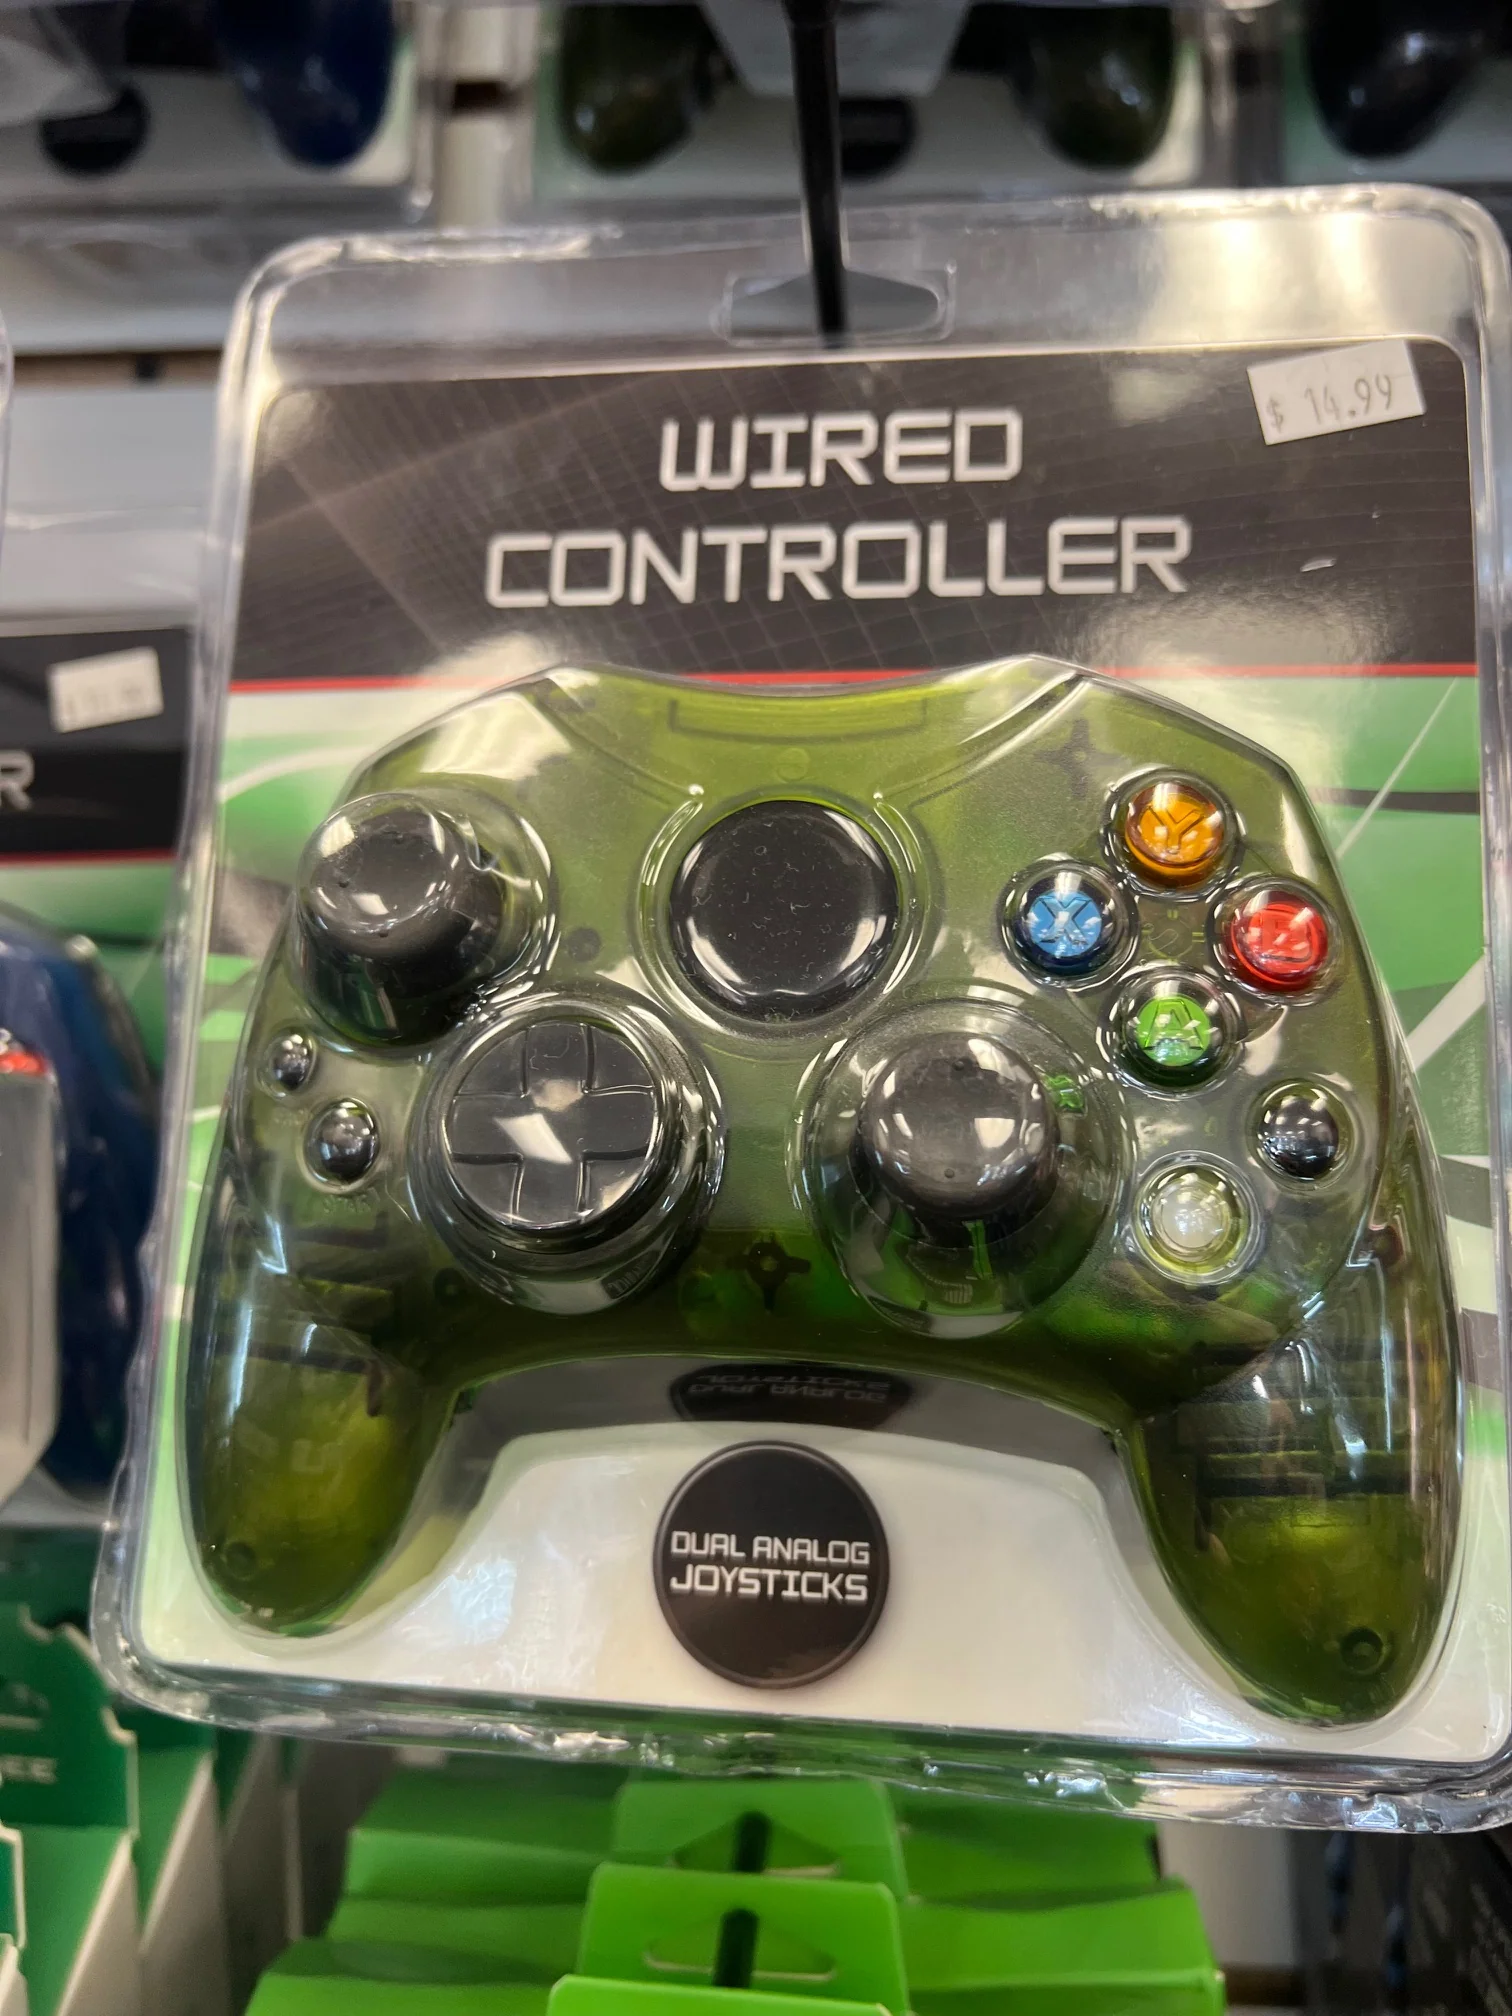 WIRED
CONTROLLER
$ 14.99
R
Y
X
B
A
DUAL ANALOG
JOYSTICKS